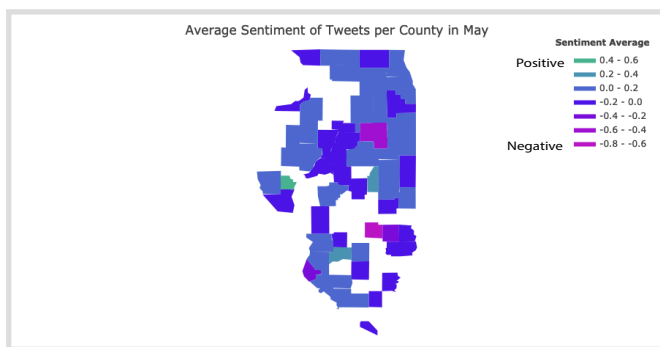 Average Sentiment of Tweets per County in May
Sentiment Average
Positive
0.4 - 0.6
0.2 - 0.4
0.0 - 0.2
-0.2 - 0.0
-0.4 - -0.2
-0.6 - -0.4
Negative
-0.8 - -0.6